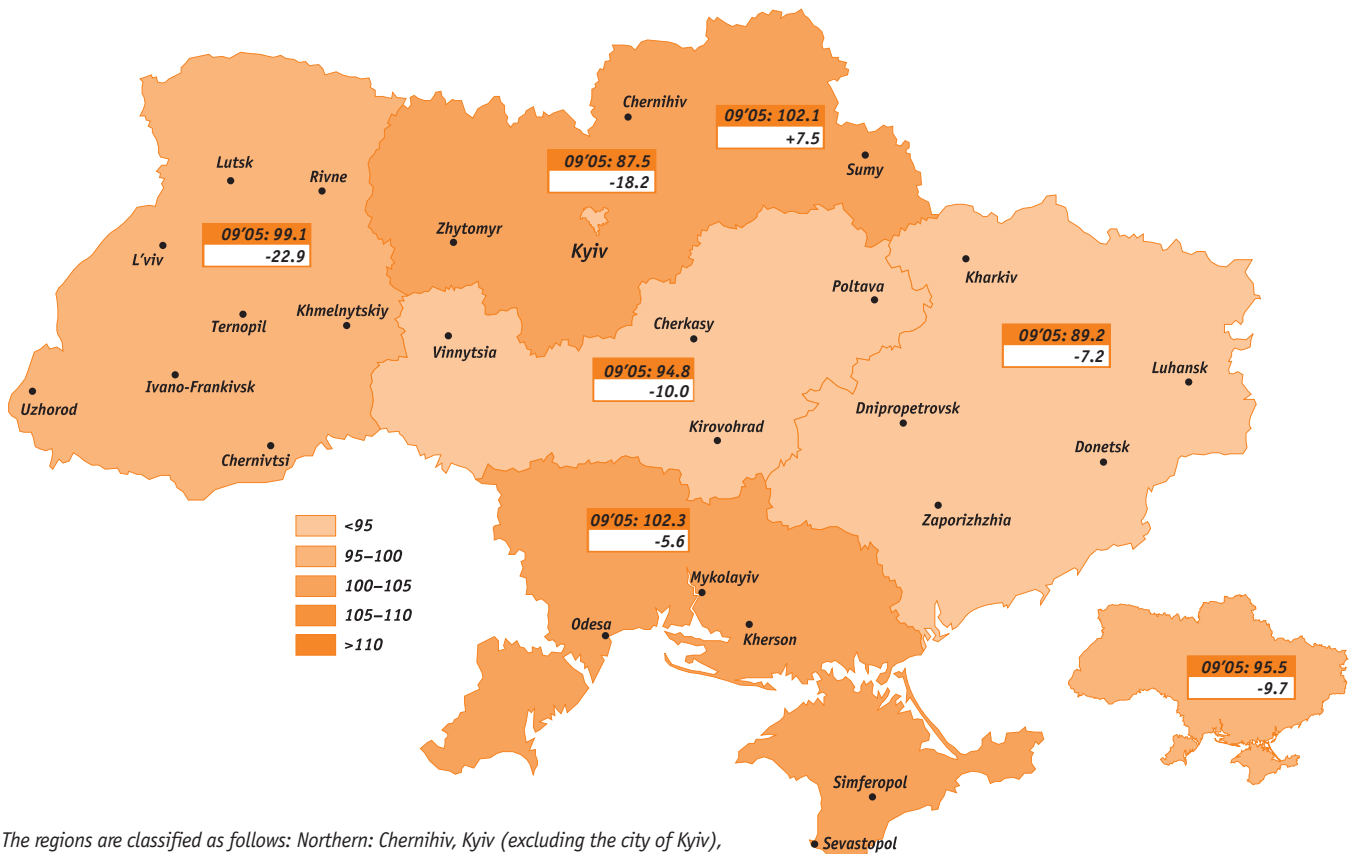 Chernihiv
09'05: 102.1
+7.5
Sumy
09'05: 87.5
-18.2
Lutsk
Rivne
Zhytomyr
Kyiv
09'05: 99.1
-22.9
L'viv
Kharkiv
Poltava
Ternopil
Khmelnytskiy
Cherkasy
Vinnytsia
09'05: 89.2
-7.2
Luhansk
09'05: 94.8
-10.0
Ivano-Frankivsk
Uzhorod
Dnipropetrovsk
Kirovohrad
Donetsk
Chernivtsi
Zaporizhzhia
<95
95–100
100–105
105–110
>110
09'05: 102.3
-5.6
Mykolayiv
Odesa
Kherson
09'05: 95.5
-9.7
Simferopol
Sevastopol
The regions are classified as follows: Northern: Chernihiv, Kyiv (excluding the city of Kyiv),